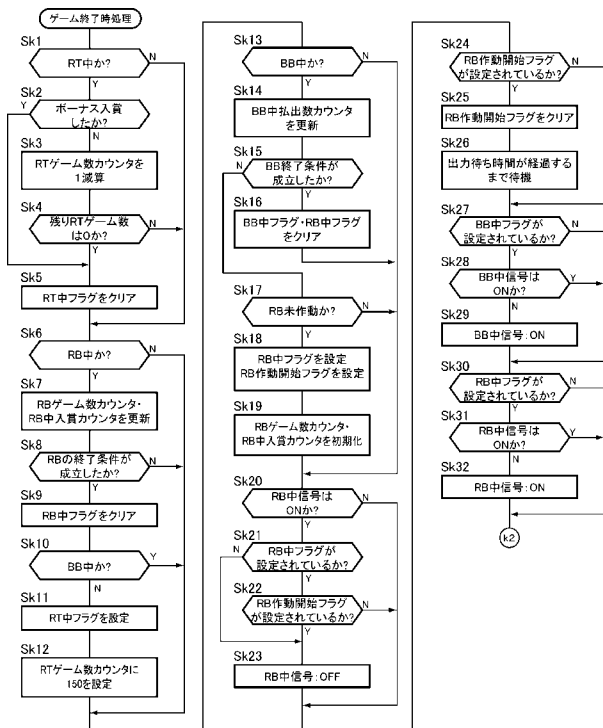 ゲーム終了時処理
Sk1
RT中か?
N
Y
Sk2
Y
ボーナス入賞
したか?
N
Sk3
RTゲーム数カウンタを
1減算
Sk4
残りRTゲーム数
は0か?
N
Y
Sk5
RT中フラグをクリア
Sk6
RB中か?
N
Y
Sk7
RBゲーム数カウンタ・
RB中入賞カウンタを更新
Sk8
RBの終了条件が
成立したか?
N
Y
Sk9
RB中フラグをクリア
Sk10
BB中か?
Y
N
Sk11
RT中フラグを設定
Sk12
RTゲーム数カウンタに
150を設定
Sk13
BB中か?
N
Y
Sk14
BB中払出数カウンタ
を更新
Sk15
N
BB終了条件が
成立したか?
Y
Sk16
BB中フラグ・RB中フラグ
をクリア
Sk17
RB未作動か?
N
Y
Sk18
RB中フラグを設定
RB作動開始フラグを設定
Sk19
RBゲーム数カウンタ・
RB中入賞カウンタを初期化
Sk20
RB中信号は
ONか?
N
Y
Sk21
N
RB中フラグが
設定されているか?
Y
Sk22
RB作動開始フラグ
が設定されているか?
N
Y
Sk23
RB中信号:OFF
Sk24
RB作動開始フラグ
が設定されているか?
N
Y
Sk25
RB作動開始フラグをクリア
Sk26
出力待ち時間が経過する
まで待機
Sk27
BB中フラグが
設定されているか?
N
Y
Sk28
BB中信号は
ONか?
Y
N
Sk29
BB中信号:ON
Sk30
RB中フラグが
設定されているか?
N
Y
Sk31
RB中信号は
ONか?
Y
N
Sk32
RB中信号:ON
k2